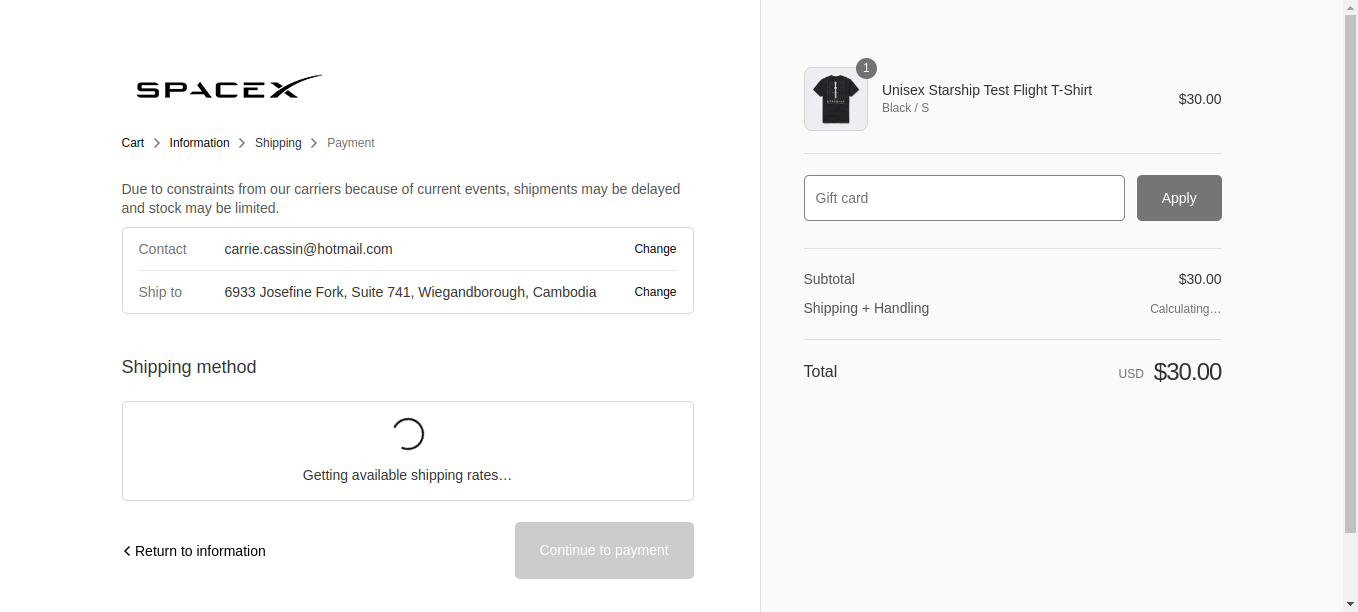 SPACEX
Cart > Information > Shipping > Payment
Due to constraints from our carriers because of current events, shipments may be delayed
and stock may be limited.
Contact carrie.cassin@hotmail.com Change
Ship to 6933 Josefine Fork, Suite 741, Wiegandborough, Cambodia Change
Shipping method
Getting available shipping rates…
Return to information
Continue to payment
1
Unisex Starship Test Flight T-Shirt
Black / S
$30.00
Gift card
Apply
Subtotal $30.00
Shipping + Handling Calculating…
Total USD $30.00